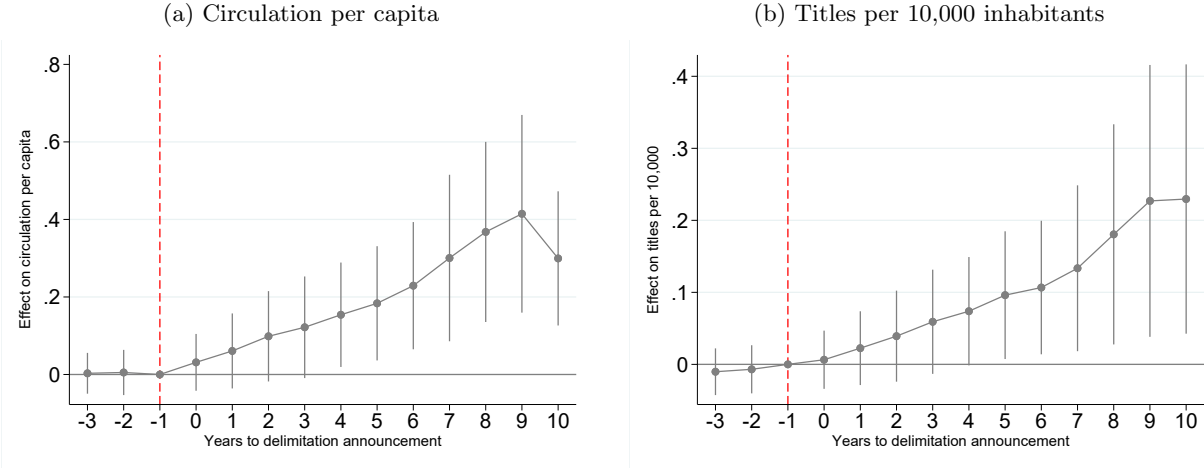 (a) Circulation per capita
.8
.6
.4
.2
0
Effect on circulation per capita
-3 -2 -1 0 1 2 3 4 5 6 7 8 9 10
Years to delimitation announcement
(b) Titles per 10,000 inhabitants
.4
.3
.2
.1
0
Effect on titles per 10,000
-3 -2 -1 0 1 2 3 4 5 6 7 8 9 10
Years to delimitation announcement